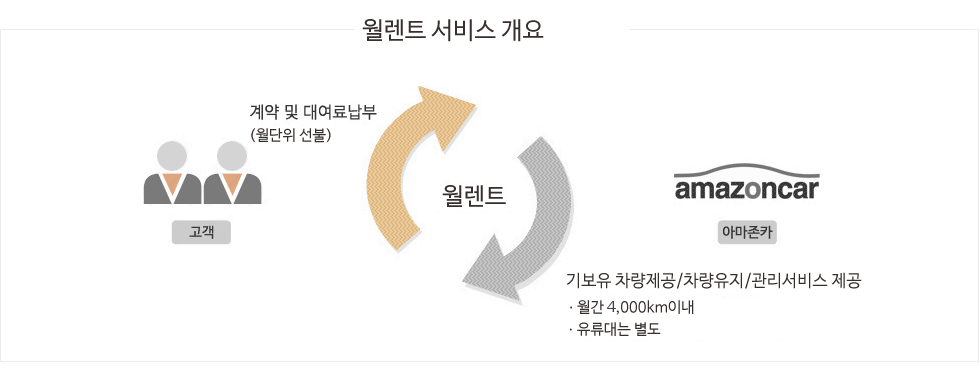 월렌트 서비스 개요
계약 및 대여료납부
(월단위 선불)
고객
월렌트
amazoncar
아마존카
기보유 차량제공/차량유지/관리서비스 제공
· 월간 4,000km이내
· 유류대는 별도